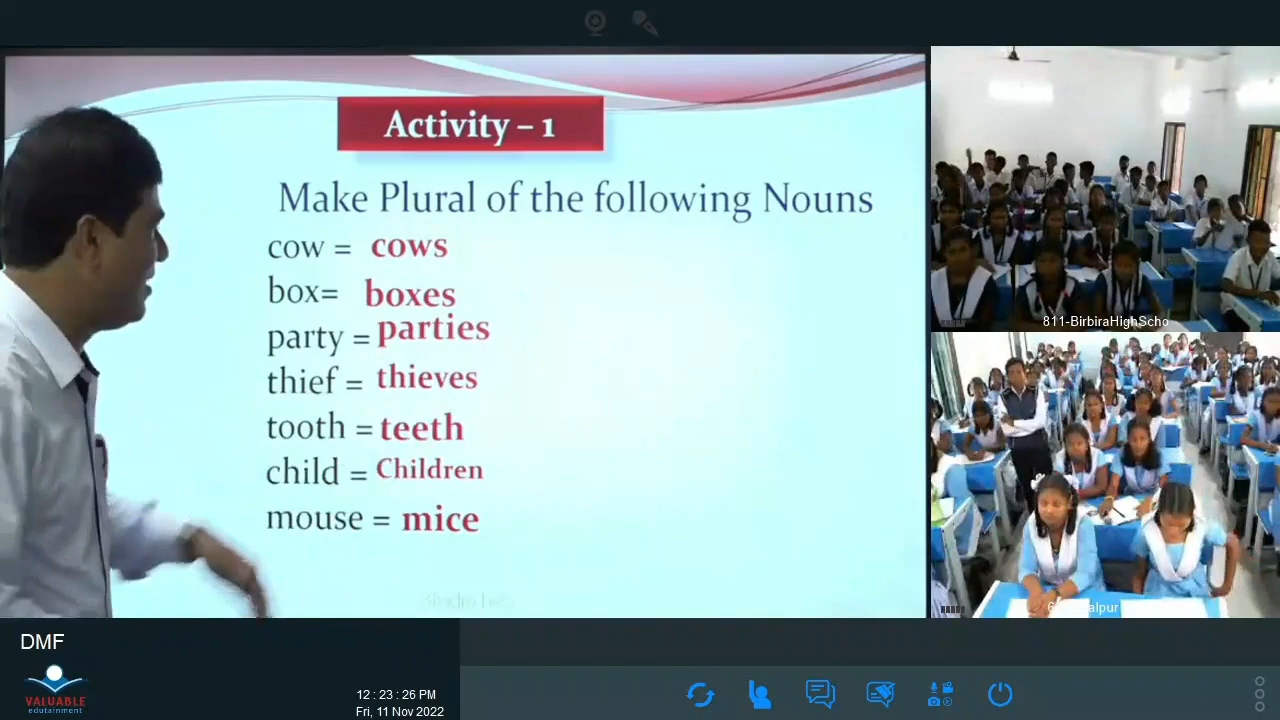 Activity – 1
Make Plural of the following Nouns
cow = cows
box= boxes
party = parties
thief = thieves
tooth = teeth
child = Children
mouse = mice
811-BirbiraHighScho
DMF
VALUABLE
edutainment
12 : 23 : 26 PM
Fri, 11 Nov 2022